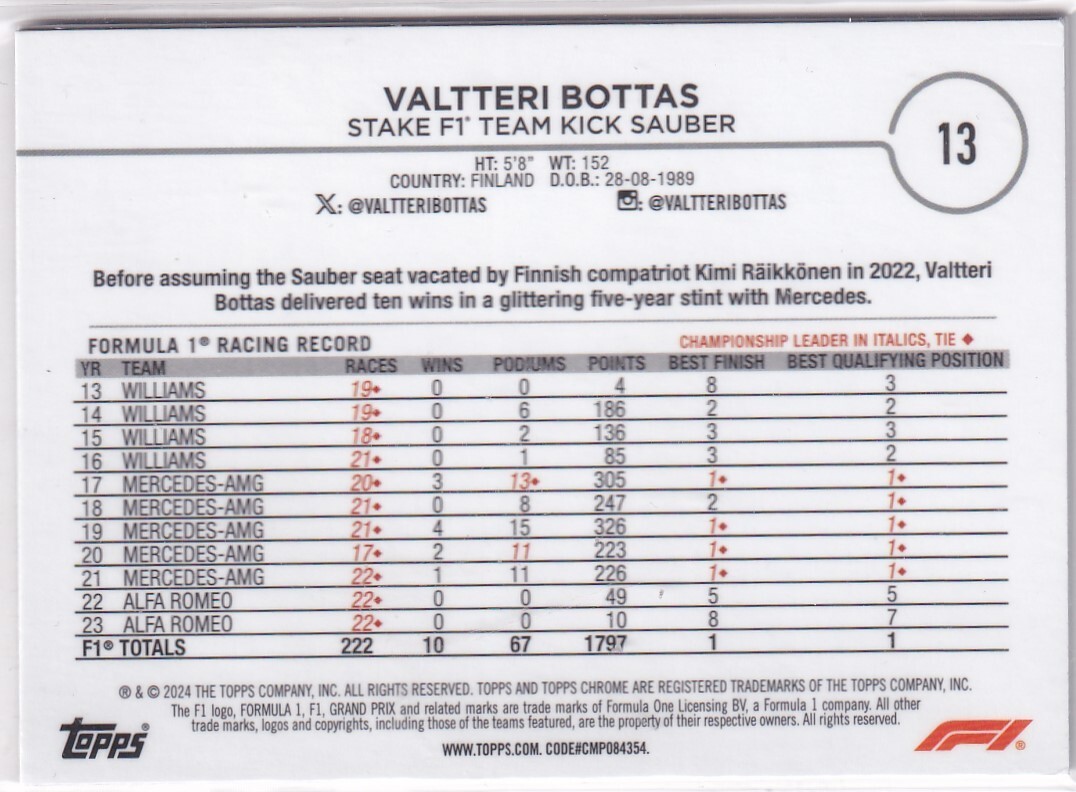 VALTTERI BOTTAS
STAKE F1® TEAM KICK SAUBER
13
HT: 5'8" WT: 152
COUNTRY: FINLAND D.O.B.: 28-08-1989
X: @VALTTERIBOTTAS : @VALTTERIBOTTAS
Before assuming the Sauber seat vacated by Finnish compatriot Kimi Räikkönen in 2022, Valtteri
Bottas delivered ten wins in a glittering five-year stint with Mercedes.
FORMULA 1® RACING RECORD CHAMPIONSHIP LEADER IN ITALICS, TIE ♦
YR TEAM RACES WINS PODIUMS POINTS BEST FINISH BEST QUALIFYING POSITION
13 WILLIAMS 19♦ 0 0 4 8 3
14 WILLIAMS 19♦ 0 6 186 2 2
15 WILLIAMS 18♦ 0 2 136 3 3
16 WILLIAMS 21♦ 0 1 85 3 2
17 MERCEDES-AMG 20♦ 3 13♦ 305 1♦ 1♦
18 MERCEDES-AMG 21♦ 0 8 247 2 1♦
19 MERCEDES-AMG 21♦ 4 15 326 1♦ 1♦
20 MERCEDES-AMG 17♦ 2 11 223 1♦ 1♦
21 MERCEDES-AMG 22♦ 1 11 226 1♦ 1♦
22 ALFA ROMEO 22♦ 0 0 49 5 5
23 ALFA ROMEO 22♦ 0 0 10 8 7
F1® TOTALS 222 10 67 1797 1 1
® & © 2024 THE TOPPS COMPANY, INC. ALL RIGHTS RESERVED. TOPPS AND TOPPS CHROME ARE REGISTERED TRADEMARKS OF THE TOPPS COMPANY, INC.
The F1 logo, FORMULA 1, F1, GRAND PRIX and related marks are trade marks of Formula One Licensing BV, a Formula 1 company. All other
trade marks, logos and copyrights, including those of the teams featured, are the property of their respective owners. All rights reserved.
WWW.TOPPS.COM. CODE#CMP084354.
Topps®
F1®